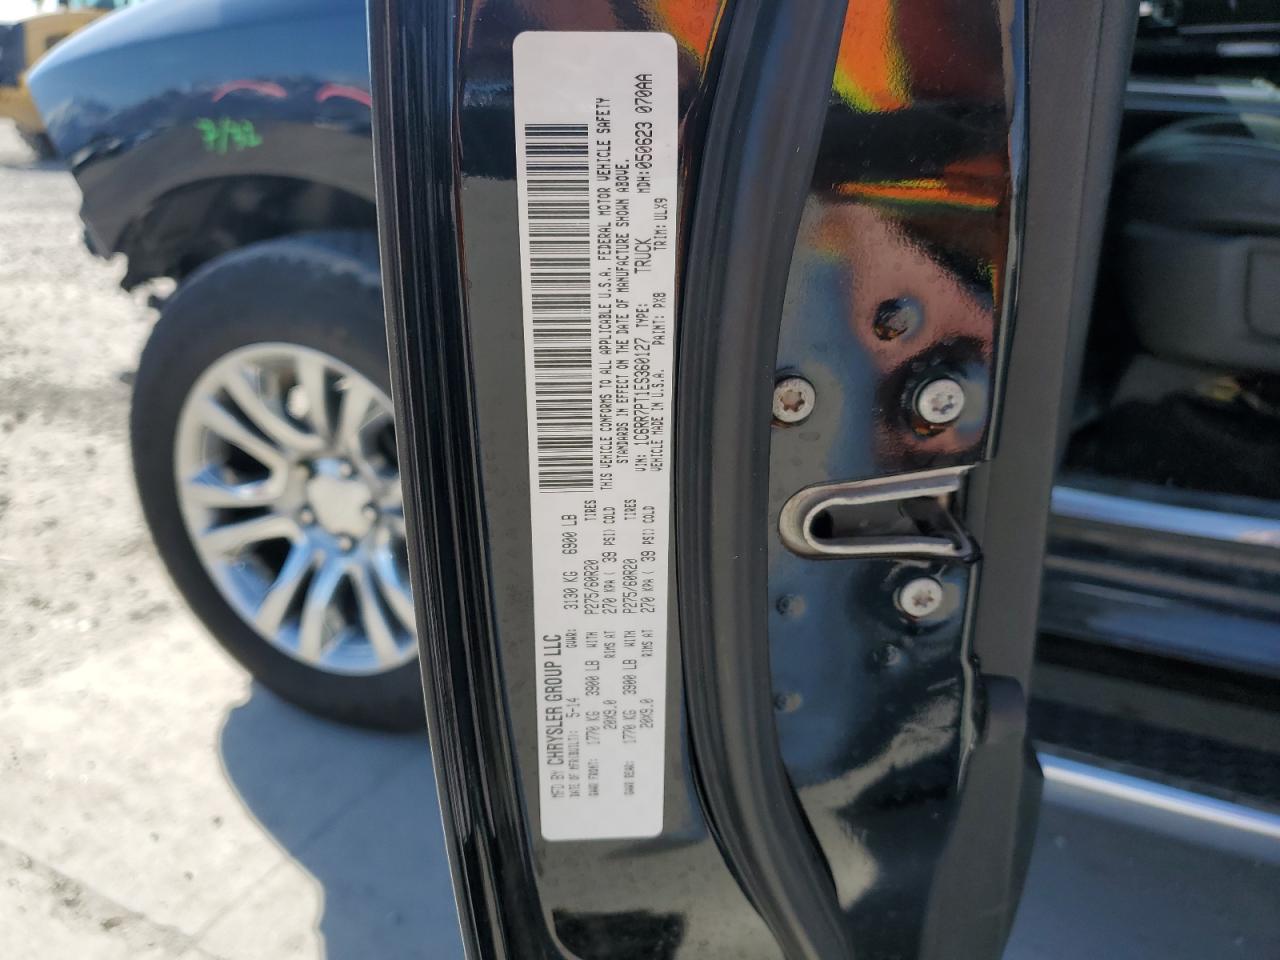 MFD BY CHRYSLER GROUP LLC
DATE OF MFR(BUILT): 5-14 GVWR: 3130 KG 6900 LB
GAWR FRONT: 1770 KG 3900 LB WITH P275/60R20 TIRES
20X9.0 RIMS AT 270 KPA ( 39 PSI) COLD
GAWR REAR: 1770 KG 3900 LB WITH P275/60R20 TIRES
20X9.0 RIMS AT 270 KPA ( 39 PSI) COLD
THIS VEHICLE CONFORMS TO ALL APPLICABLE U.S.A. FEDERAL MOTOR VEHICLE SAFETY
STANDARDS IN EFFECT ON THE DATE OF MANUFACTURE SHOWN ABOVE.
VIN: 1C6RR7PT1ES360127 TYPE: TRUCK MDH:050623 070AA
VEHICLE MADE IN U.S.A. PAINT: PX8 TRIM: ULX9